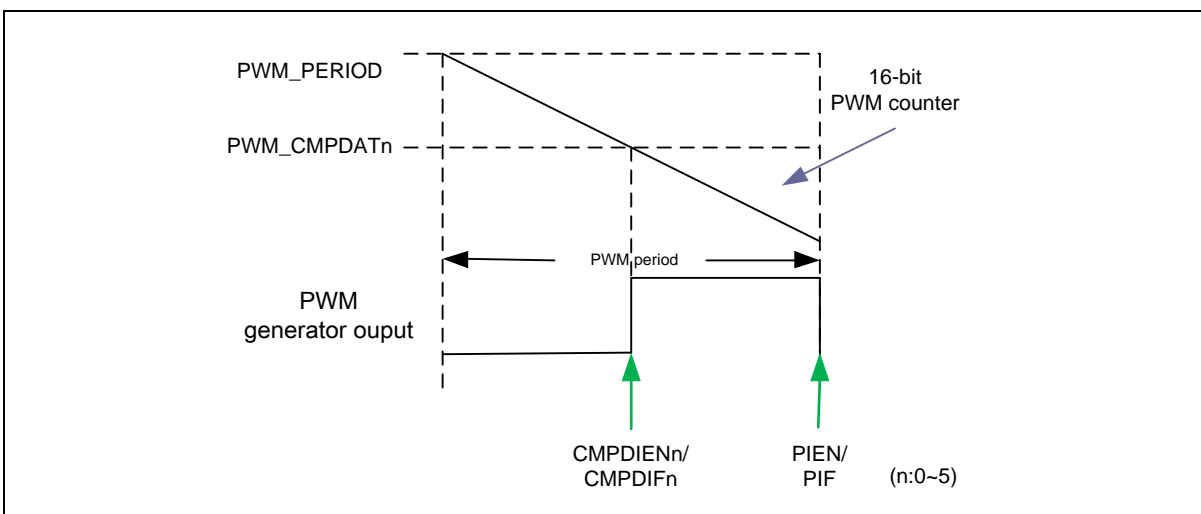 PWM_PERIOD
16-bit
PWM counter
PWM_CMPDATn
PWM period
PWM
generator ouput
CMPDIENn/
CMPDIFn
PIEN/
PIF
(n:0~5)